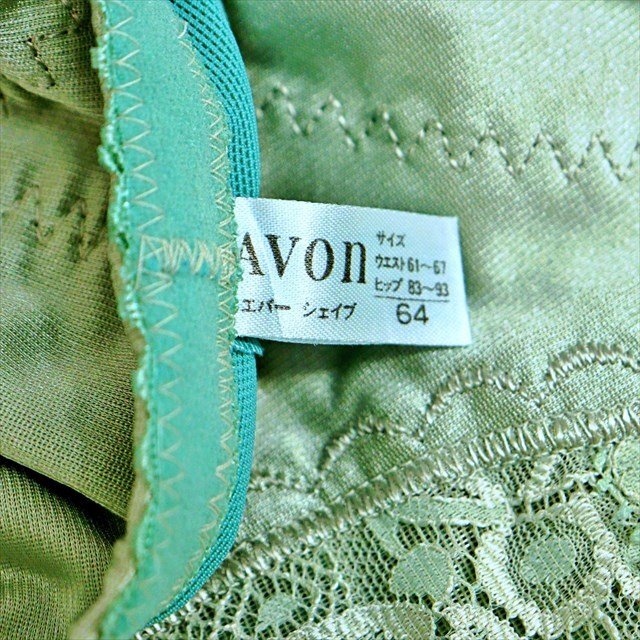 AVON
エバー シェイプ
サイズ
ウエスト61〜67
ヒップ 83〜93
64